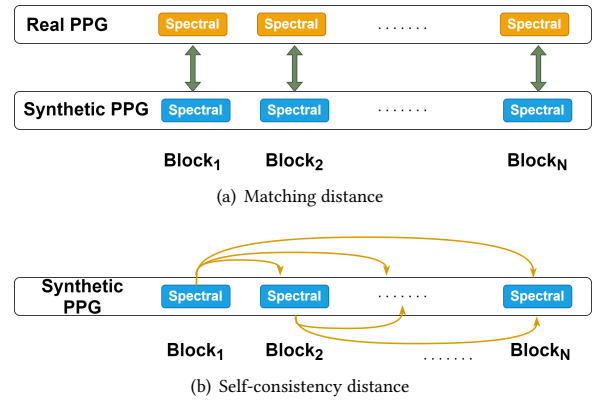 Real PPG Spectral Spectral ....... Spectral
Synthetic PPG Spectral Spectral ....... Spectral
Block1 Block2 BlockN
(a) Matching distance
Synthetic
PPG
Spectral Spectral ....... Spectral
Block1 Block2 ....... BlockN
(b) Self-consistency distance